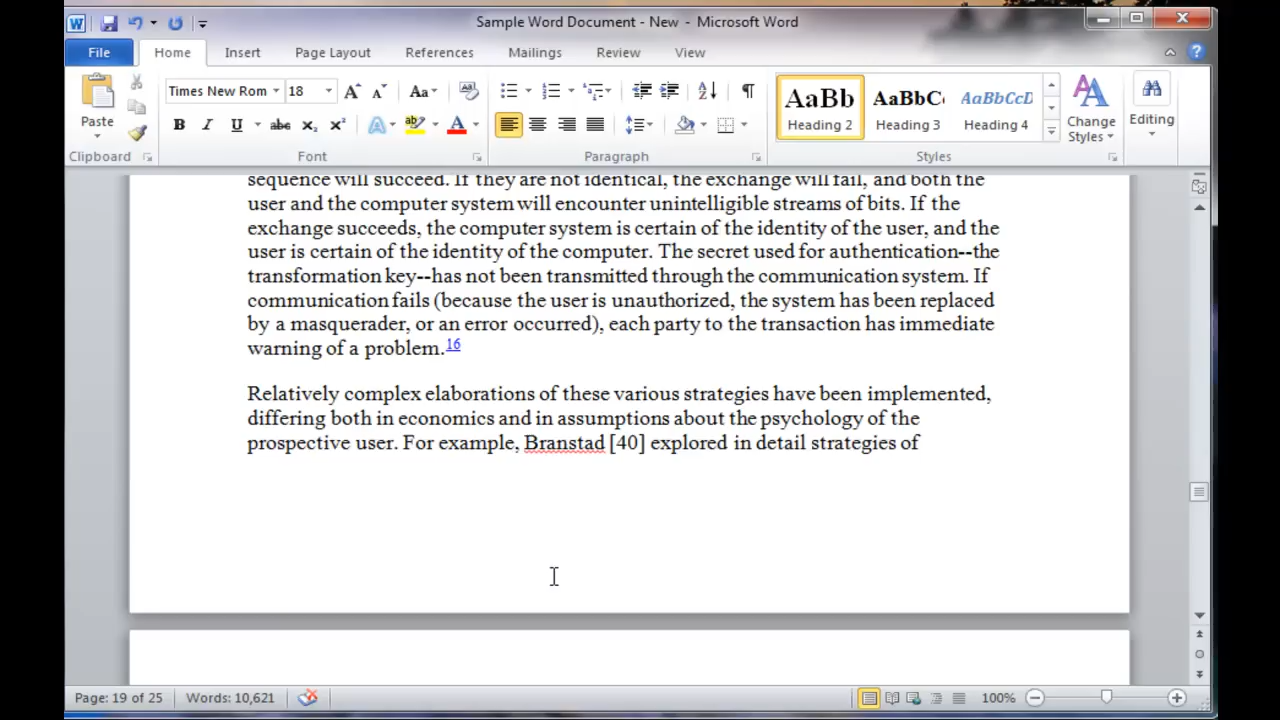 Sample Word Document - New - Microsoft Word
File Home Insert Page Layout References Mailings Review View
Times New Rom 18
Paste
AaBb AaBbC AaBbCcD
Heading 2 Heading 3 Heading 4
Change Styles
Editing
Clipboard Font Paragraph Styles
sequence will succeed. If they are not identical, the exchange will fail, and both the
user and the computer system will encounter unintelligible streams of bits. If the
exchange succeeds, the computer system is certain of the identity of the user, and the
user is certain of the identity of the computer. The secret used for authentication--the
transformation key--has not been transmitted through the communication system. If
communication fails (because the user is unauthorized, the system has been replaced
by a masquerader, or an error occurred), each party to the transaction has immediate
warning of a problem.16
Relatively complex elaborations of these various strategies have been implemented,
differing both in economics and in assumptions about the psychology of the
prospective user. For example, Branstad [40] explored in detail strategies of
Page: 19 of 25 Words: 10,621 100%